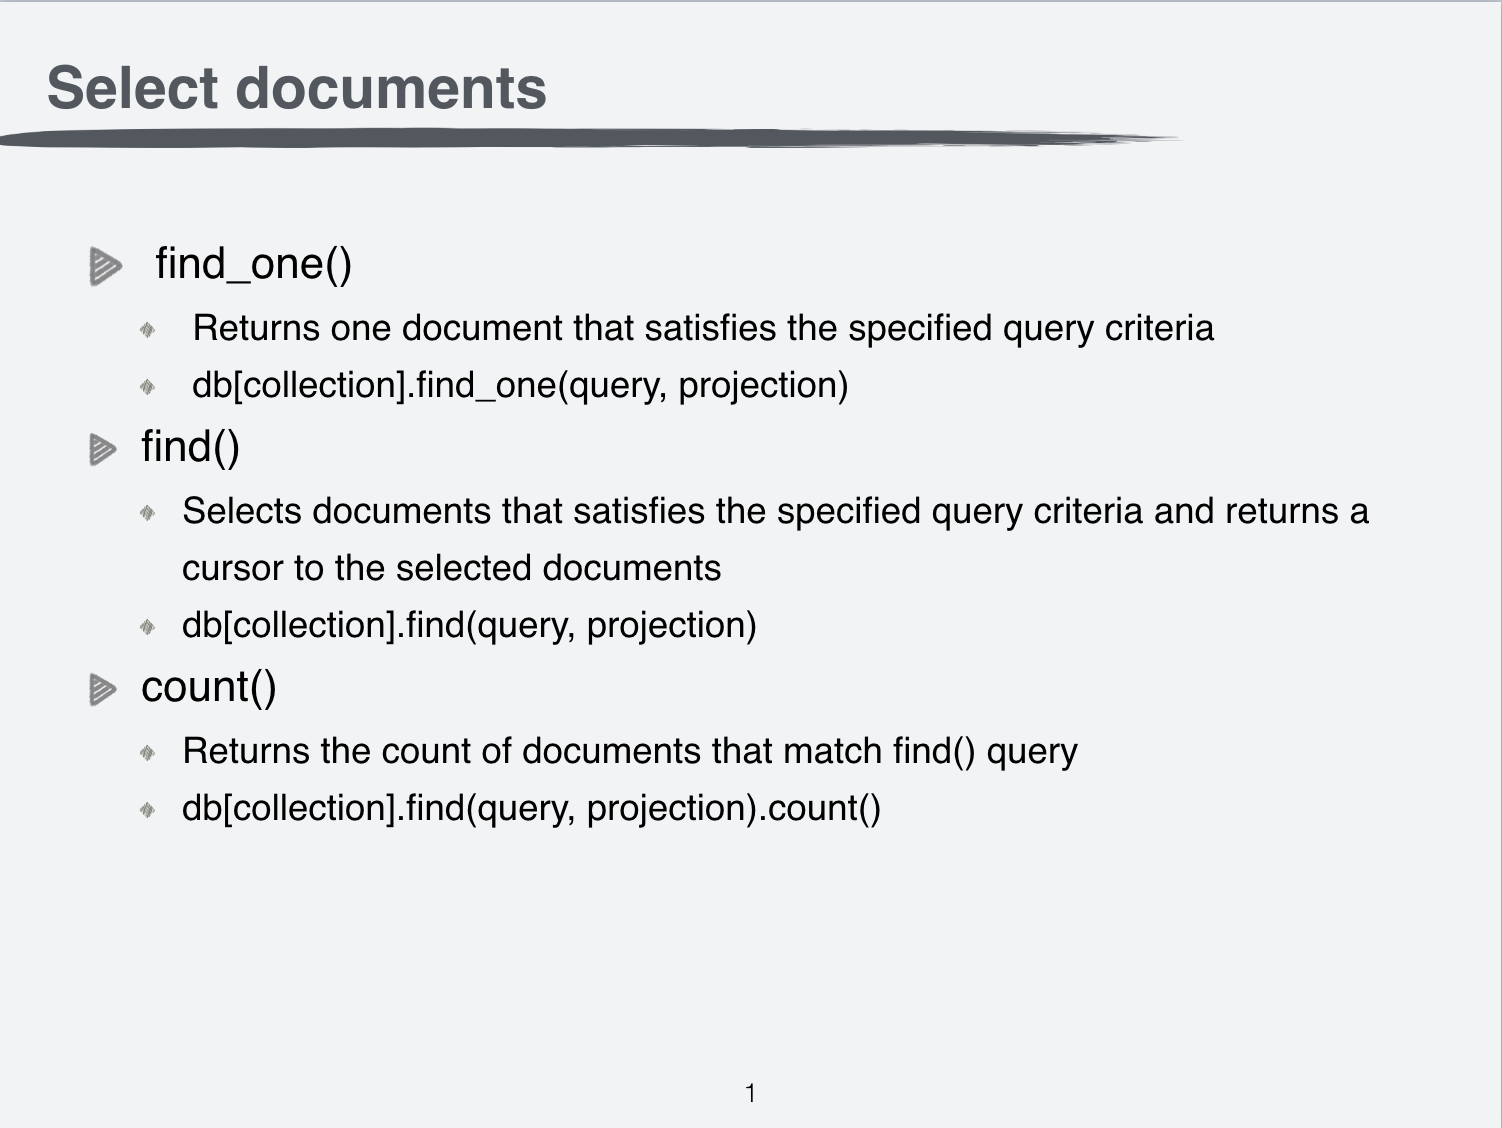 Select documents
find_one()
Returns one document that satisfies the specified query criteria
db[collection].find_one(query, projection)
find()
Selects documents that satisfies the specified query criteria and returns a
cursor to the selected documents
db[collection].find(query, projection)
count()
Returns the count of documents that match find() query
db[collection].find(query, projection).count()
1